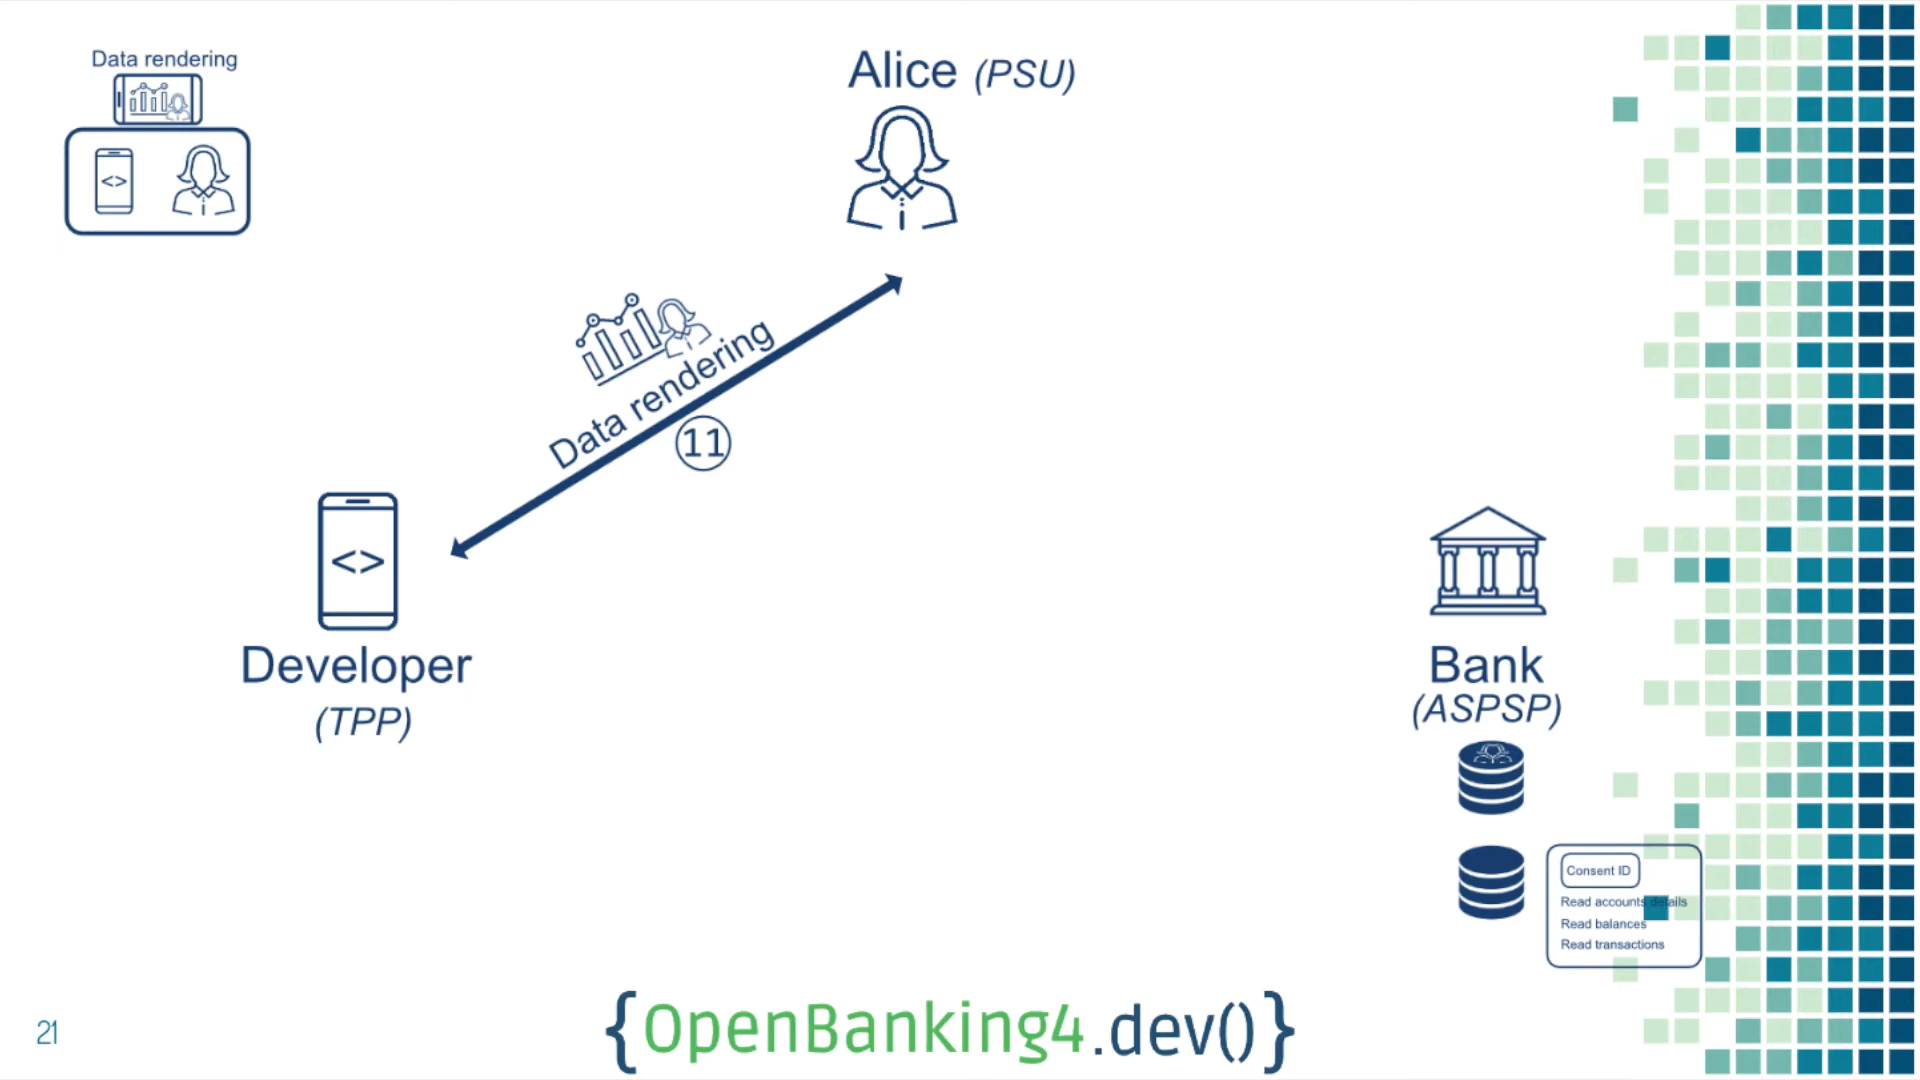 Data rendering
<>
Alice (PSU)
Data rendering
11
<>
Developer
(TPP)
Bank
(ASPSP)
Consent ID
Read accounts details
Read balances
Read transactions
{OpenBanking4.dev()}
21